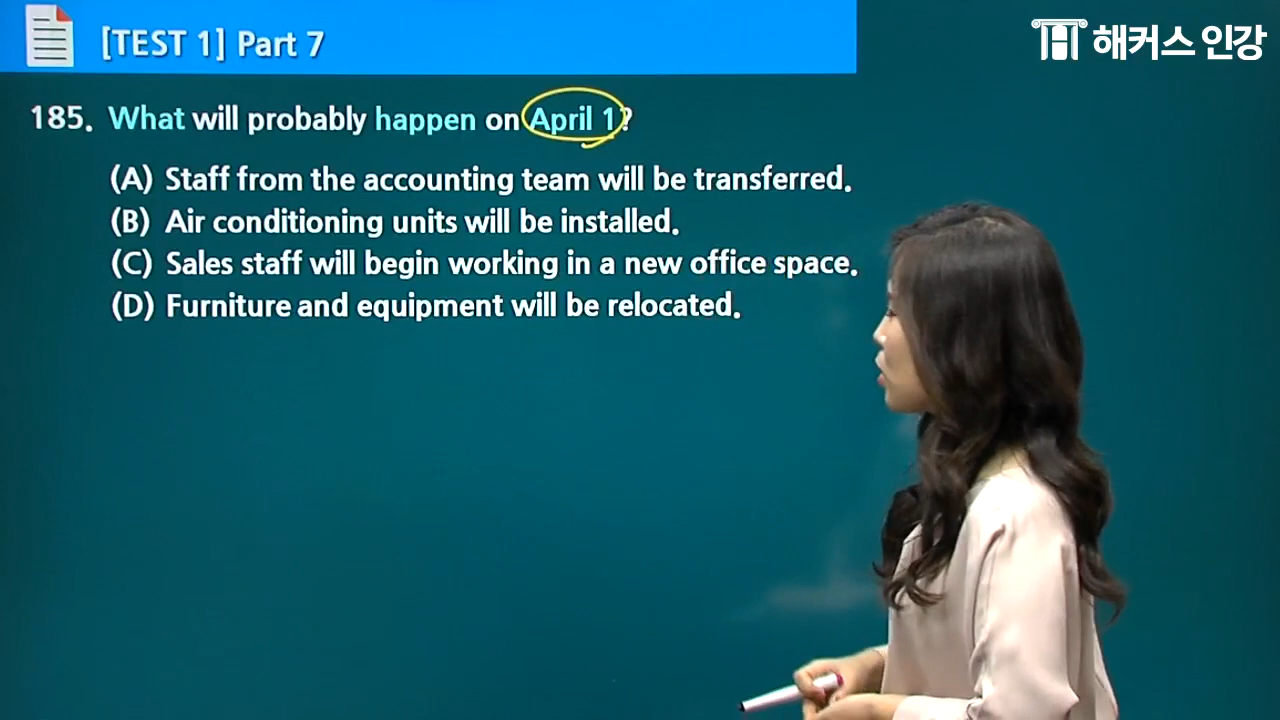 [TEST 1] Part 7
해커스 인강
185. What will probably happen on April 1?
(A) Staff from the accounting team will be transferred.
(B) Air conditioning units will be installed.
(C) Sales staff will begin working in a new office space.
(D) Furniture and equipment will be relocated.